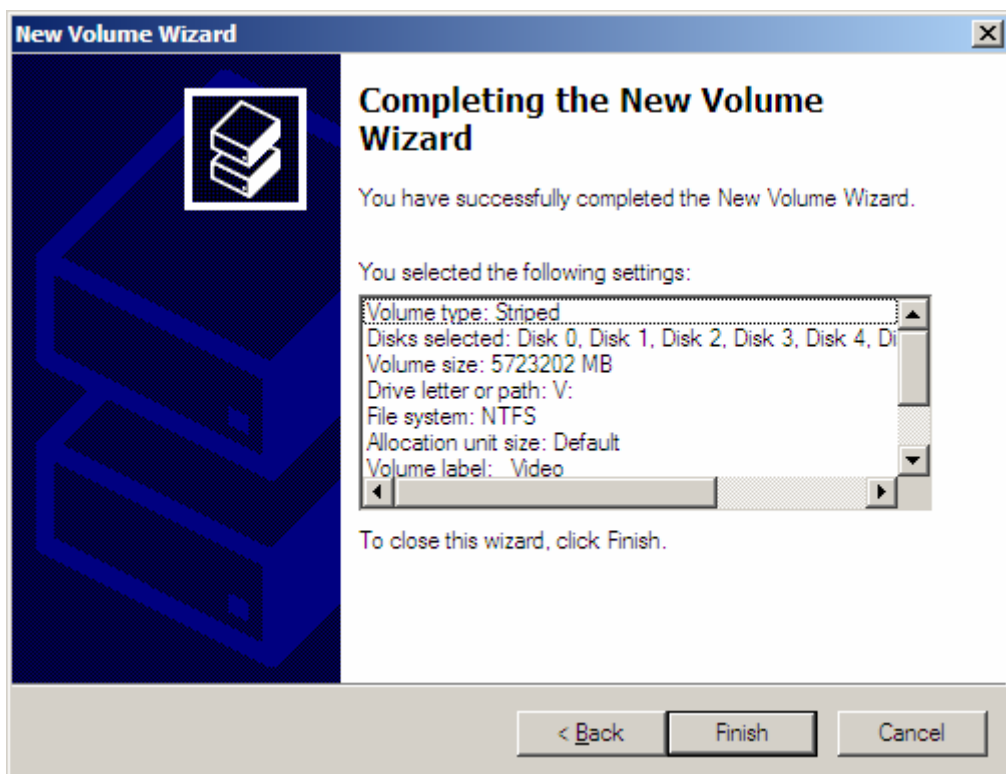 New Volume Wizard
Completing the New Volume
Wizard
You have successfully completed the New Volume Wizard.
You selected the following settings:
Volume type: Striped
Disks selected: Disk 0, Disk 1, Disk 2, Disk 3, Disk 4, Di
Volume size: 5723202 MB
Drive letter or path: V:
File system: NTFS
Allocation unit size: Default
Volume label: Video
To close this wizard, click Finish.
< Back Finish Cancel